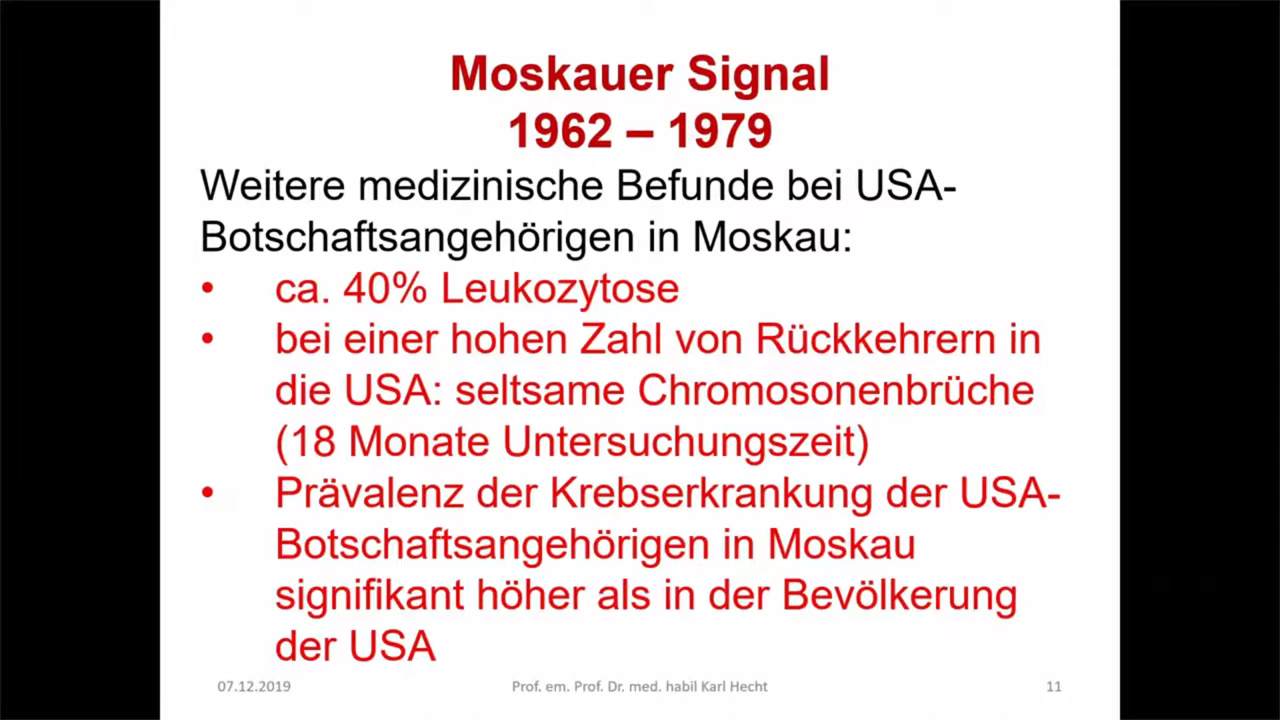 Moskauer Signal
1962 – 1979
Weitere medizinische Befunde bei USA-
Botschaftsangehörigen in Moskau:
• ca. 40% Leukozytose
• bei einer hohen Zahl von Rückkehrern in
die USA: seltsame Chromosonenbrüche
(18 Monate Untersuchungszeit)
• Prävalenz der Krebserkrankung der USA-
Botschaftsangehörigen in Moskau
signifikant höher als in der Bevölkerung
der USA
07.12.2019 Prof. em. Prof. Dr. med. habil Karl Hecht 11